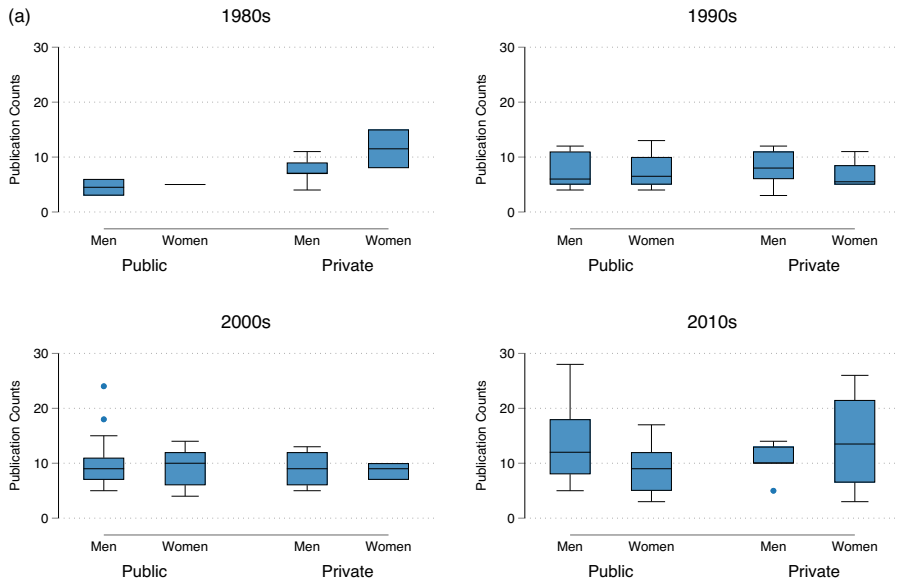 (a)
1980s
1990s
Publication Counts
30
20
10
0
Men Women Men Women
Public Private
Publication Counts
30
20
10
0
Men Women Men Women
Public Private
2000s
2010s
Publication Counts
30
20
10
0
Men Women Men Women
Public Private
Publication Counts
30
20
10
0
Men Women Men Women
Public Private